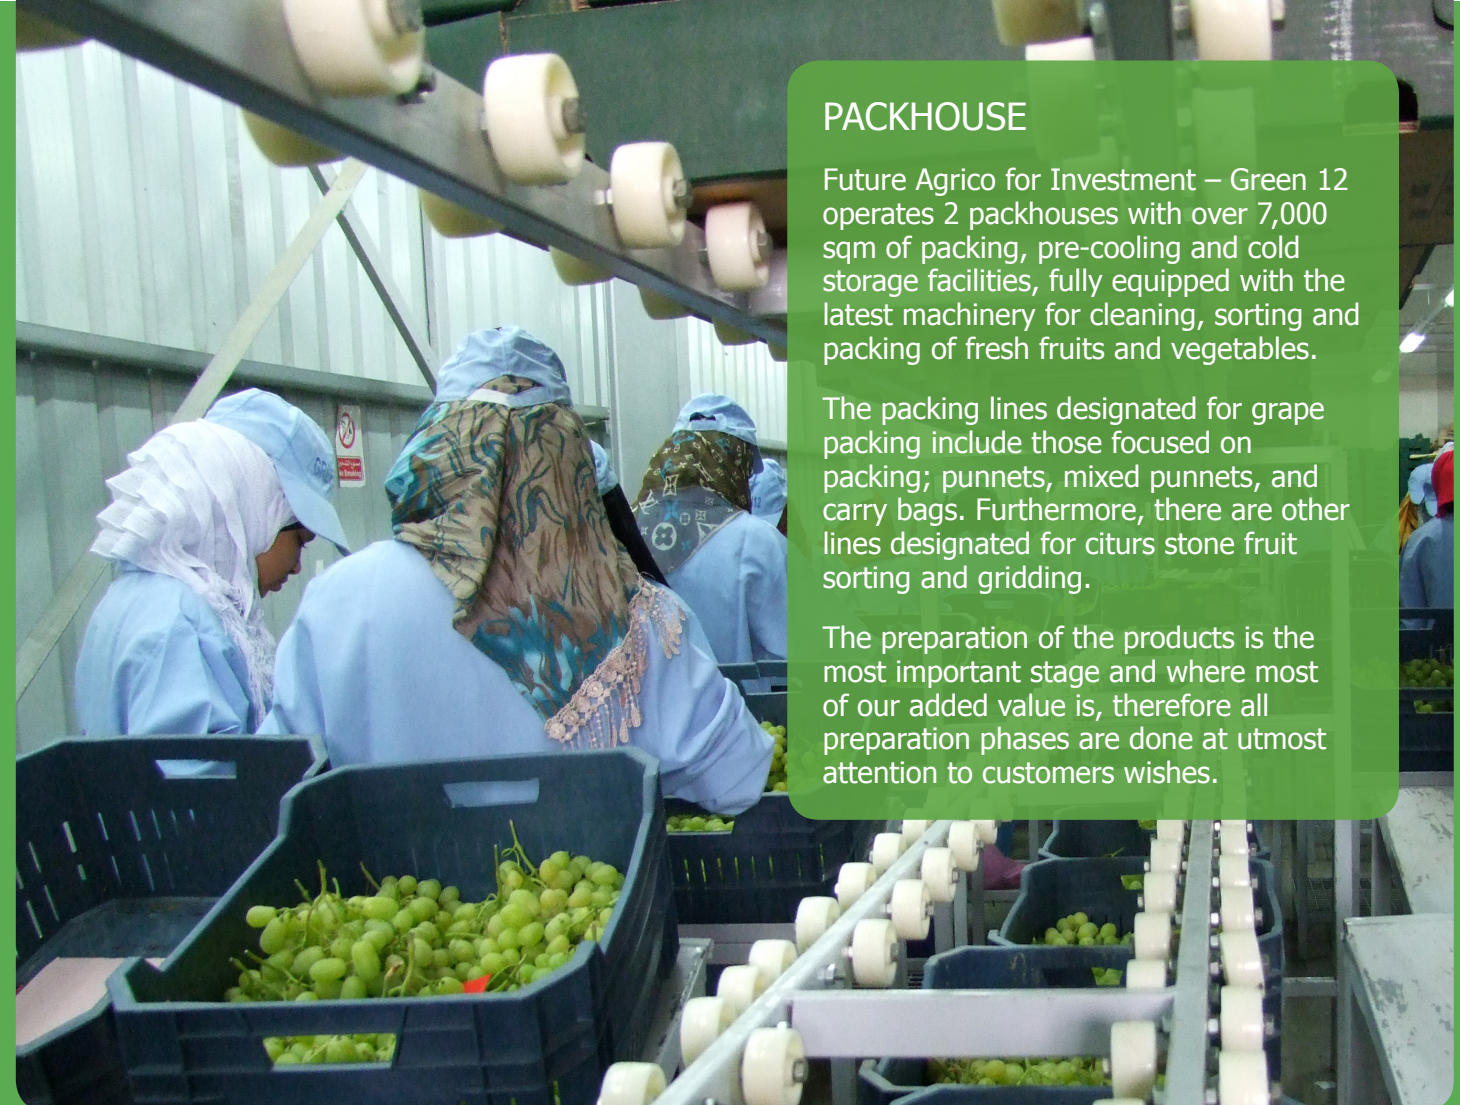 PACKHOUSE
Future Agrico for Investment – Green 12
operates 2 packhouses with over 7,000
sqm of packing, pre-cooling and cold
storage facilities, fully equipped with the
latest machinery for cleaning, sorting and
packing of fresh fruits and vegetables.
The packing lines designated for grape
packing include those focused on
packing; punnets, mixed punnets, and
carry bags. Furthermore, there are other
lines designated for citurs stone fruit
sorting and gridding.
The preparation of the products is the
most important stage and where most
of our added value is, therefore all
preparation phases are done at utmost
attention to customers wishes.